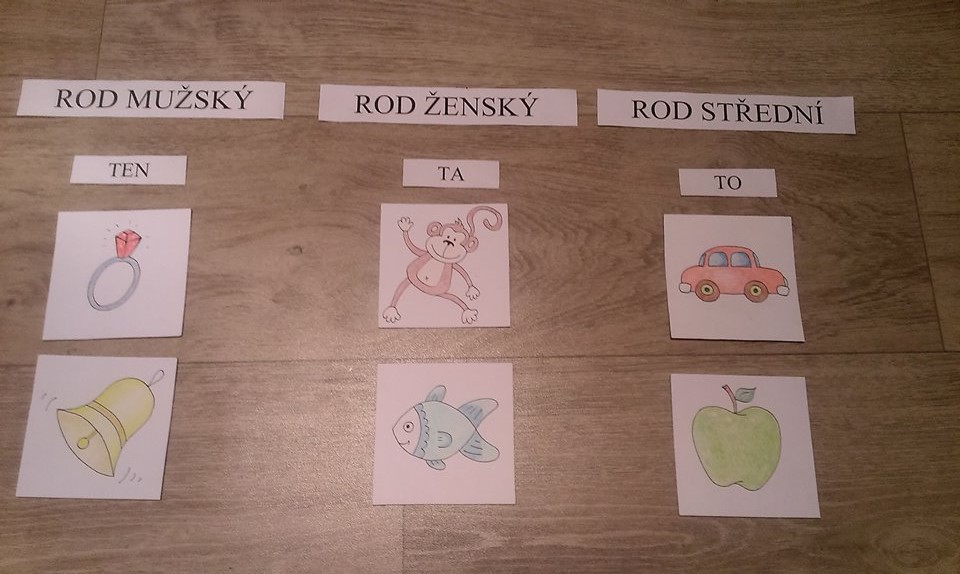 ROD MUŽSKÝ
ROD ŽENSKÝ
ROD STŘEDNÍ
TEN
TA
TO